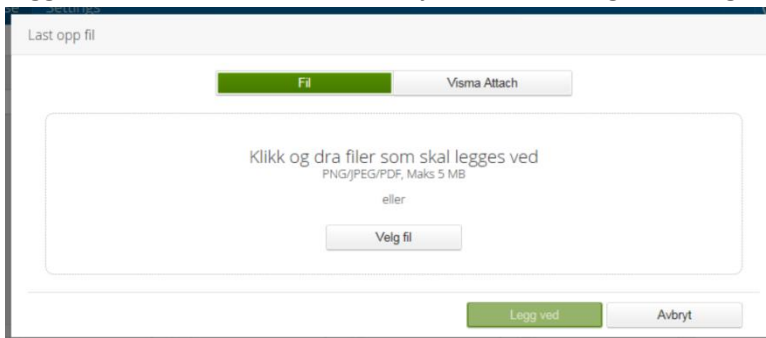 Settings
Last opp fil
Fil
Visma Attach
Klikk og dra filer som skal legges ved
PNG/JPEG/PDF, Maks 5 MB
eller
Velg fil
Legg ved
Avbryt